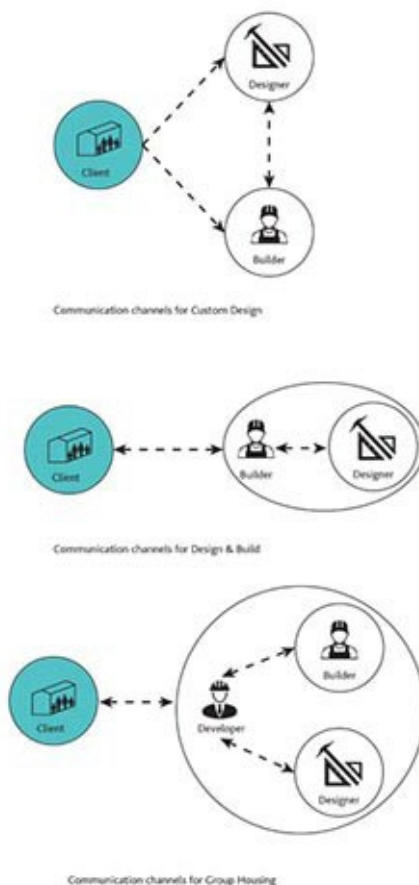 Designer
Client
Builder
Communication channels for Custom Design
Client
Builder
Designer
Communication channels for Design & Build
Builder
Client
Developer
Designer
Communication channels for Group Housing